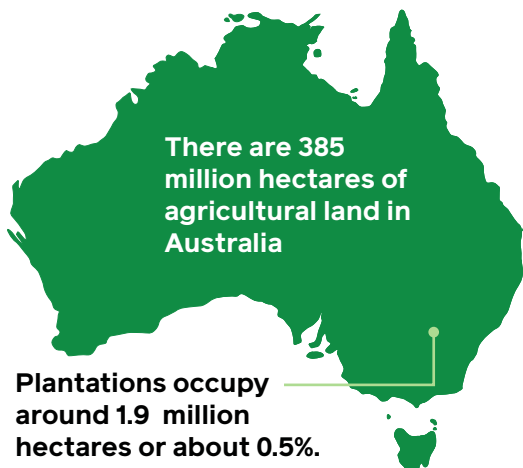 There are 385
million hectares of
agricultural land in
Australia
Plantations occupy
around 1.9 million
hectares or about 0.5%.